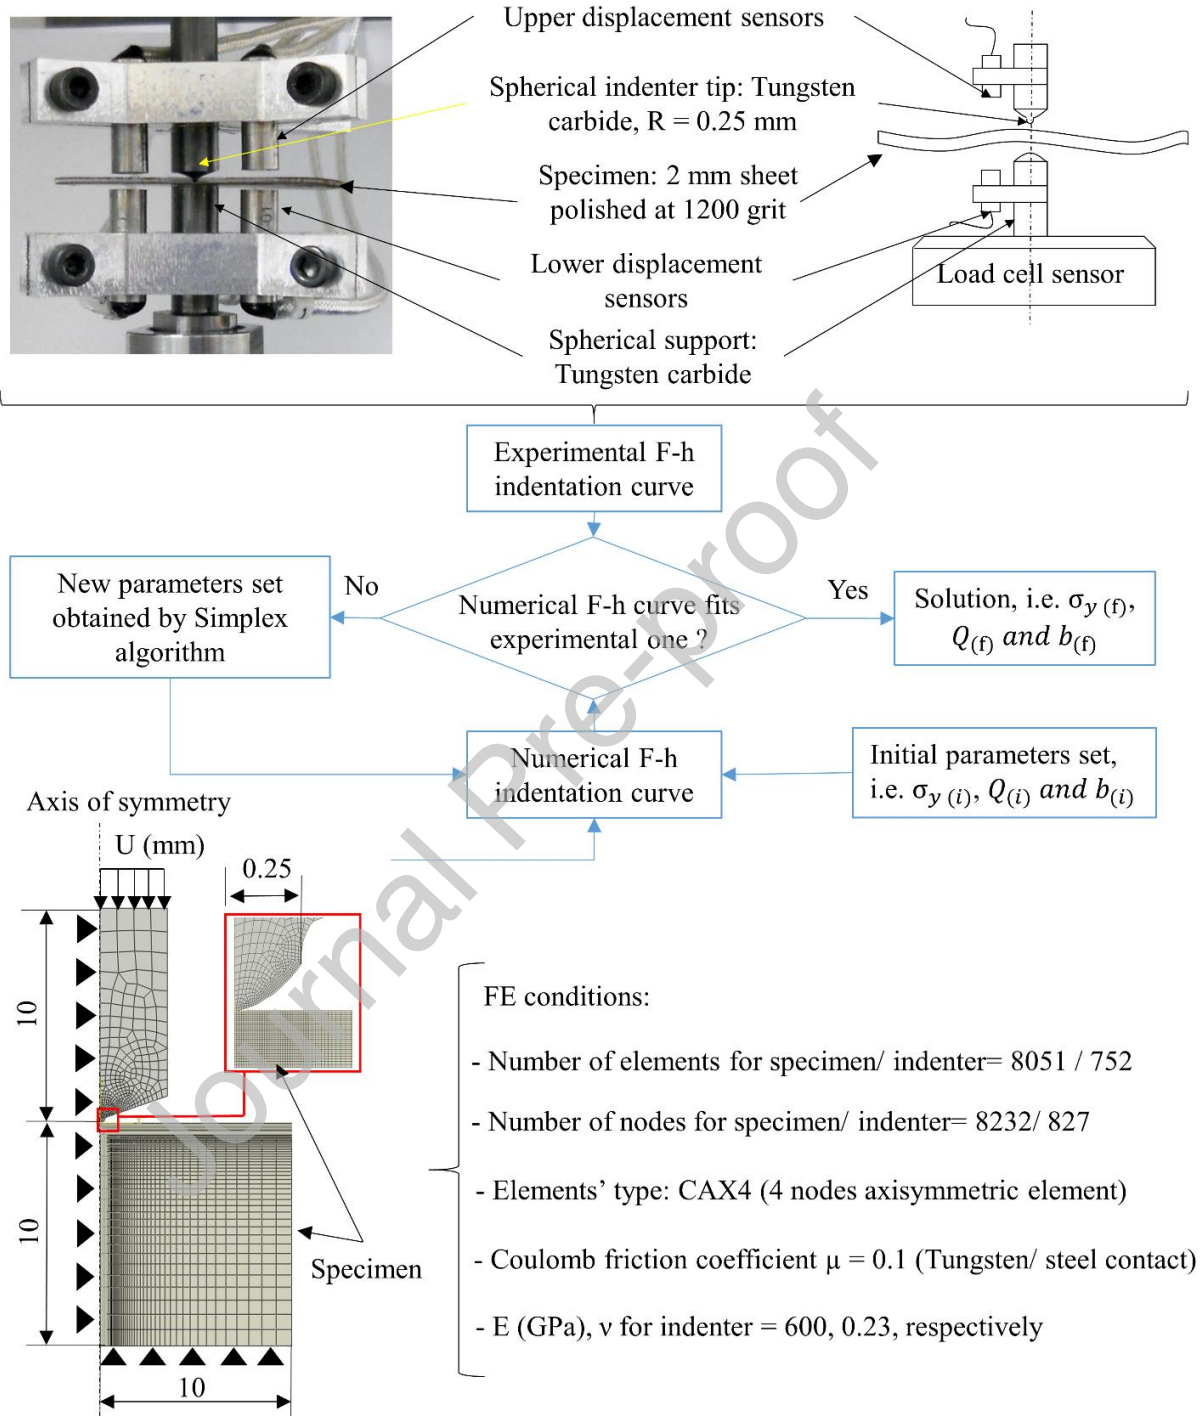 Upper displacement sensors
Spherical indenter tip: Tungsten
carbide, R = 0.25 mm
Specimen: 2 mm sheet
polished at 1200 grit
Lower displacement
sensors
Load cell sensor
Spherical support:
Tungsten carbide
Experimental F-h
indentation curve
New parameters set
obtained by Simplex
algorithm
No
Numerical F-h curve fits
experimental one ?
Yes
Solution, i.e. σy (f),
Q(f) and b(f)
Numerical F-h
indentation curve
Initial parameters set,
i.e. σy (i), Q(i) and b(i)
Axis of symmetry
U (mm)
0.25
10
10
Specimen
10
FE conditions:
- Number of elements for specimen/ indenter= 8051 / 752
- Number of nodes for specimen/ indenter= 8232/ 827
- Elements’ type: CAX4 (4 nodes axisymmetric element)
- Coulomb friction coefficient µ = 0.1 (Tungsten/ steel contact)
- E (GPa), ν for indenter = 600, 0.23, respectively
Journal Pre-proof